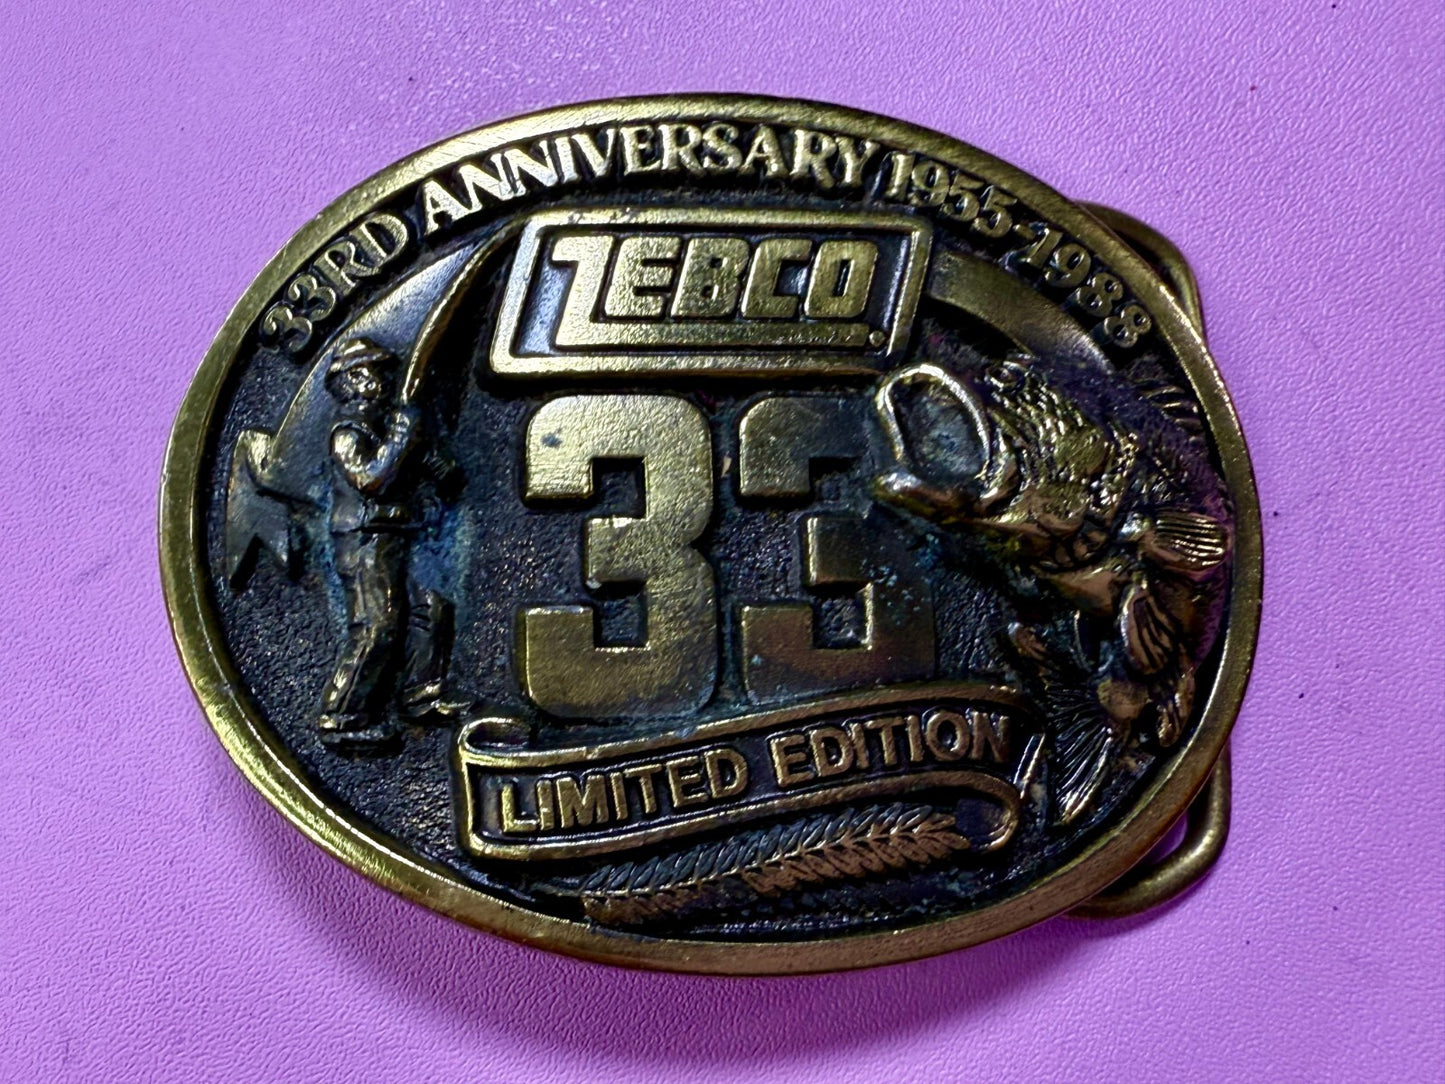 33RD ANNIVERSARY 1955-1988
ZEBCO
33
LIMITED EDITION